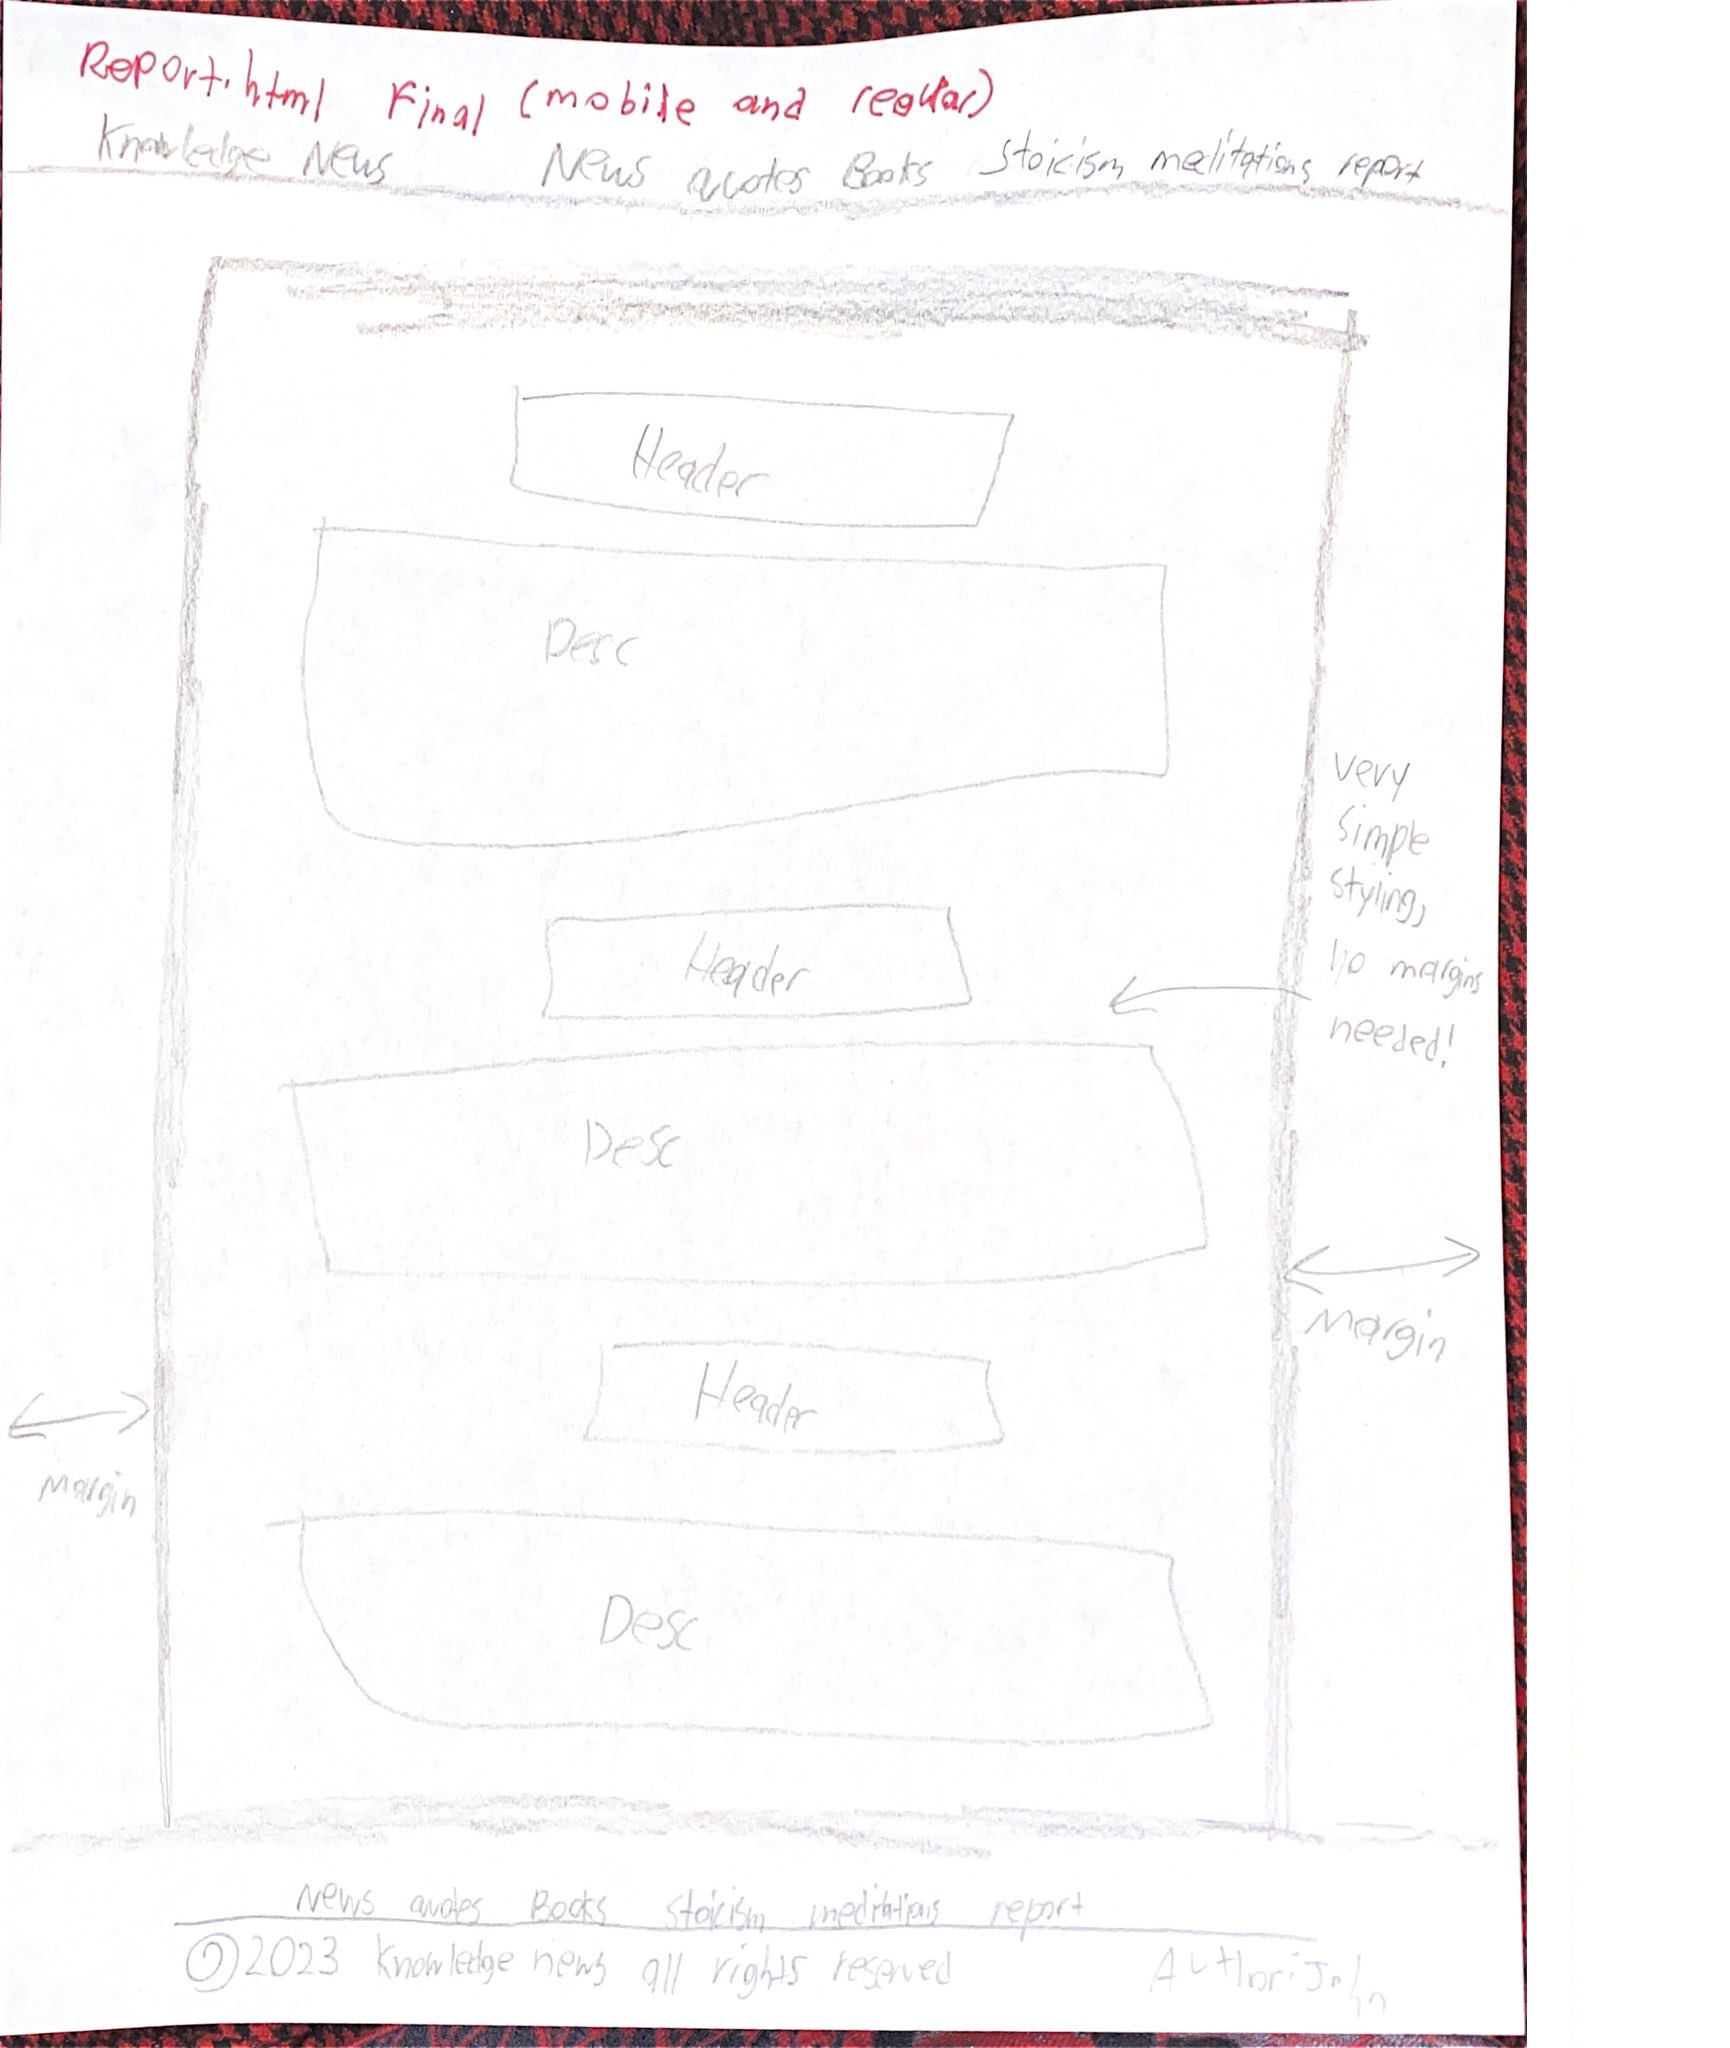 Report.html Final (mobile and regular)
Knowledge News News quotes Books Stoicism meditations report
Header
Desc
very
simple
styling,
no margins
needed!
Header
Desc
Margin
Header
margin
Desc
News quotes Books stoicism meditations report
©2023 Knowledge news all rights reserved Author: John